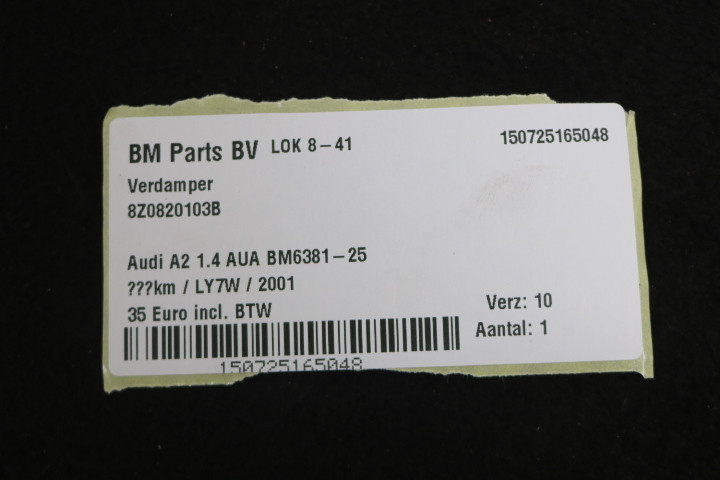 BM Parts BV LOK 8-41 150725165048
Verdamper
8Z0820103B
Audi A2 1.4 AUA BM6381-25
???km / LY7W / 2001
35 Euro incl. BTW
Verz: 10
Aantal: 1
150725165048